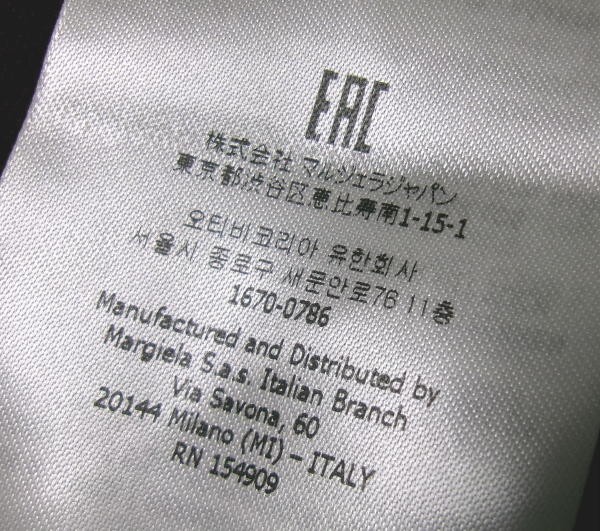 EAC
株式会社 マルジェラジャパン
東京都渋谷区恵比寿南1-15-1
오티비코리아 유한회사
서울시 종로구 새문안로76 11층
1670-0786
Manufactured and Distributed by
Margiela S.a.s. Italian Branch
Via Savona, 60
20144 Milano (MI) – ITALY
RN 154909